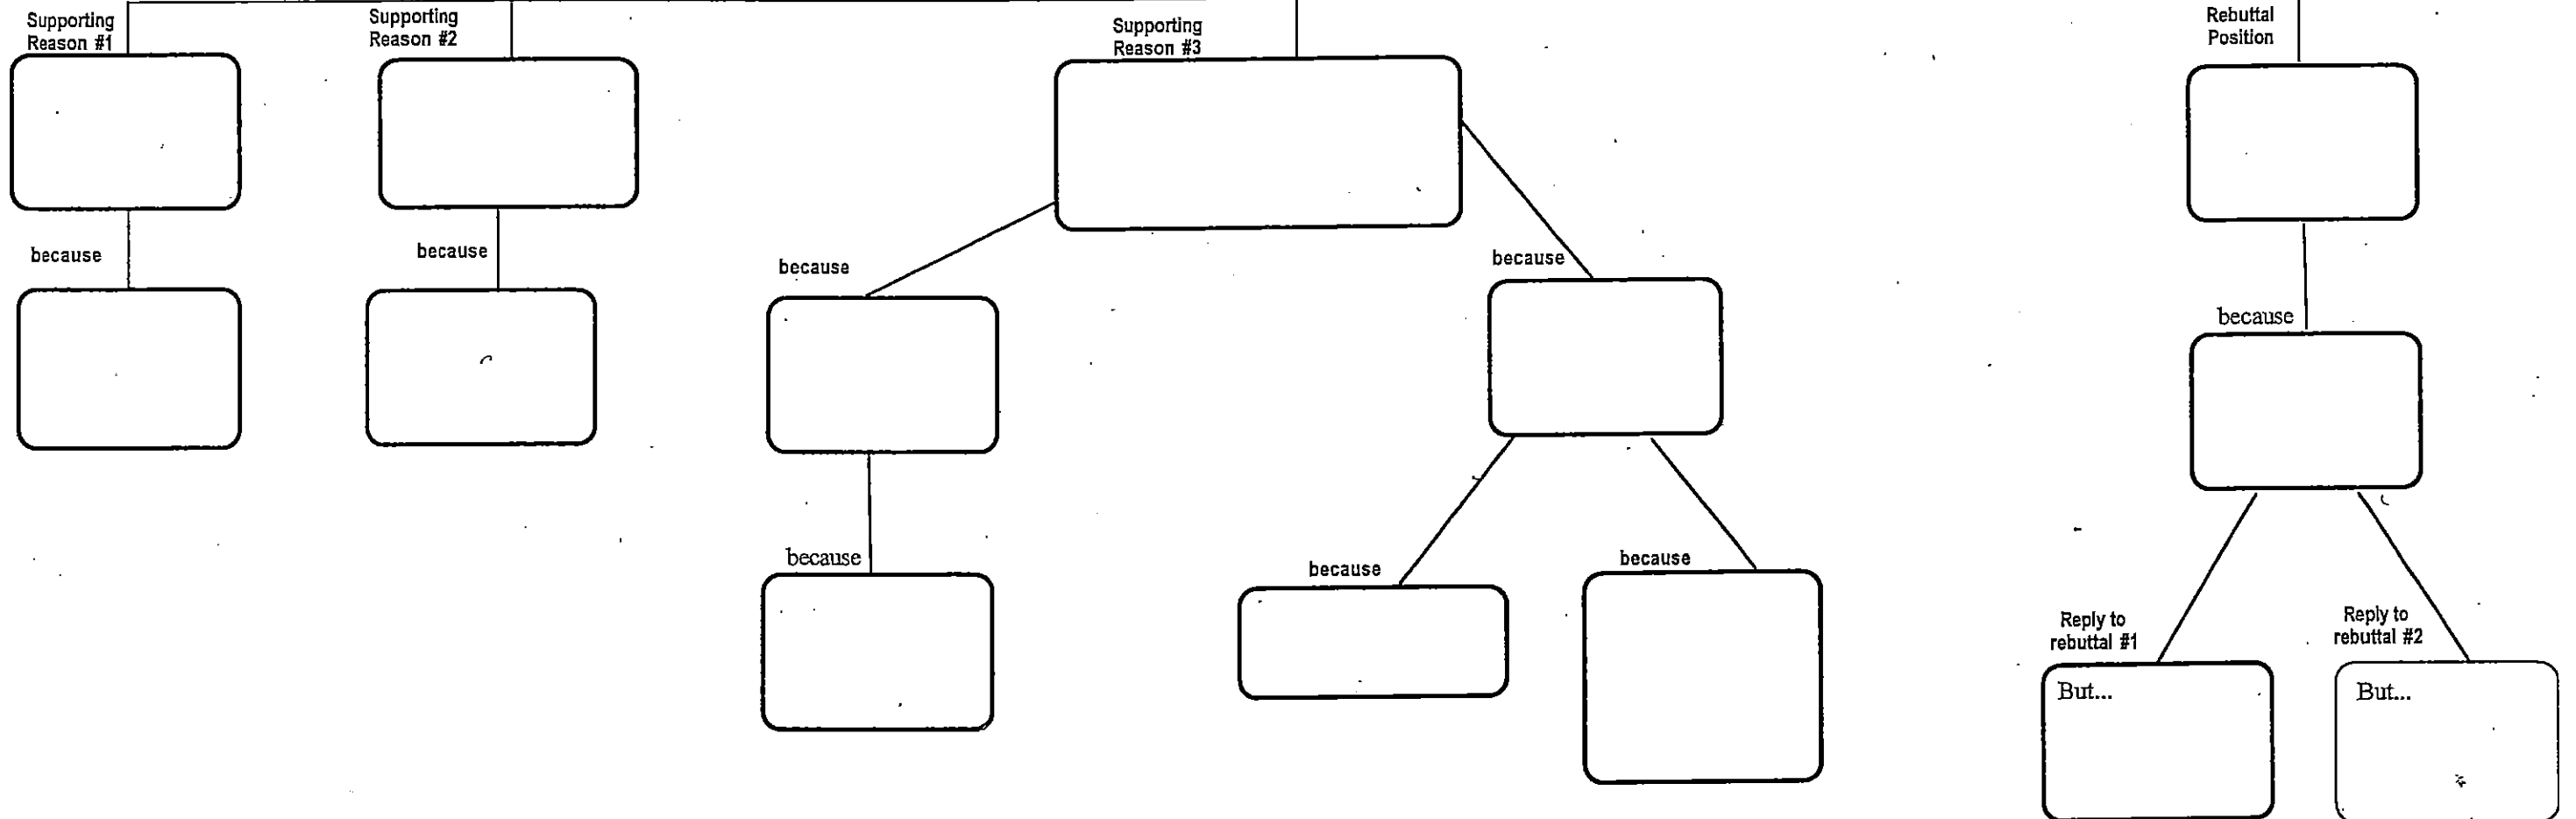 Supporting
Reason #1
Supporting
Reason #2
Supporting
Reason #3
Rebuttal
Position
because
because
because
because
because
because
because
because
Reply to
rebuttal #1
Reply to
rebuttal #2
But...
But...